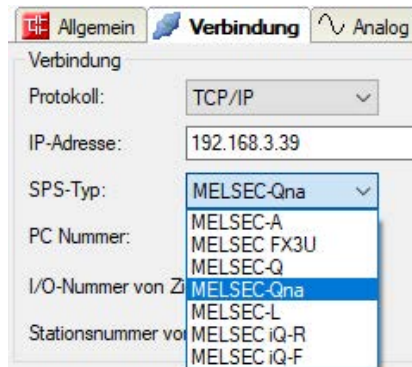 Allgemein Verbindung Analog
Verbindung
Protokoll: TCP/IP
IP-Adresse: 192.168.3.39
SPS-Typ: MELSEC-Qna
MELSEC-A
PC Nummer: MELSEC FX3U
MELSEC-Q
I/O-Nummer von Zi MELSEC-Qna
MELSEC-L
Stationsnummer vo MELSEC iQ-R
MELSEC iQ-F